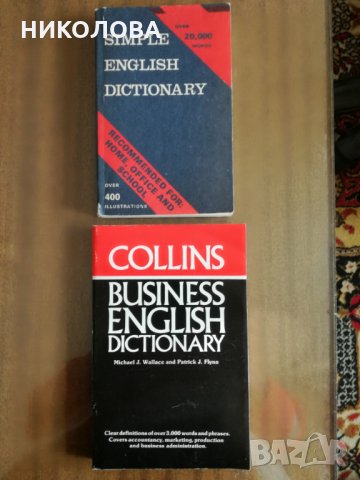 НИКОЛОВА
OVER
20,000
WORDS
SIMPLE
ENGLISH
DICTIONARY
RECOMMENDED FOR:
HOME, OFFICE AND
SCHOOL
OVER
400
ILLUSTRATIONS
COLLINS
BUSINESS
ENGLISH
DICTIONARY
Michael J. Wallace and Patrick J. Flynn
Clear definitions of over 3,000 words and phrases.
Covers accountancy, marketing, production
and business administration.
BAZAR.BG